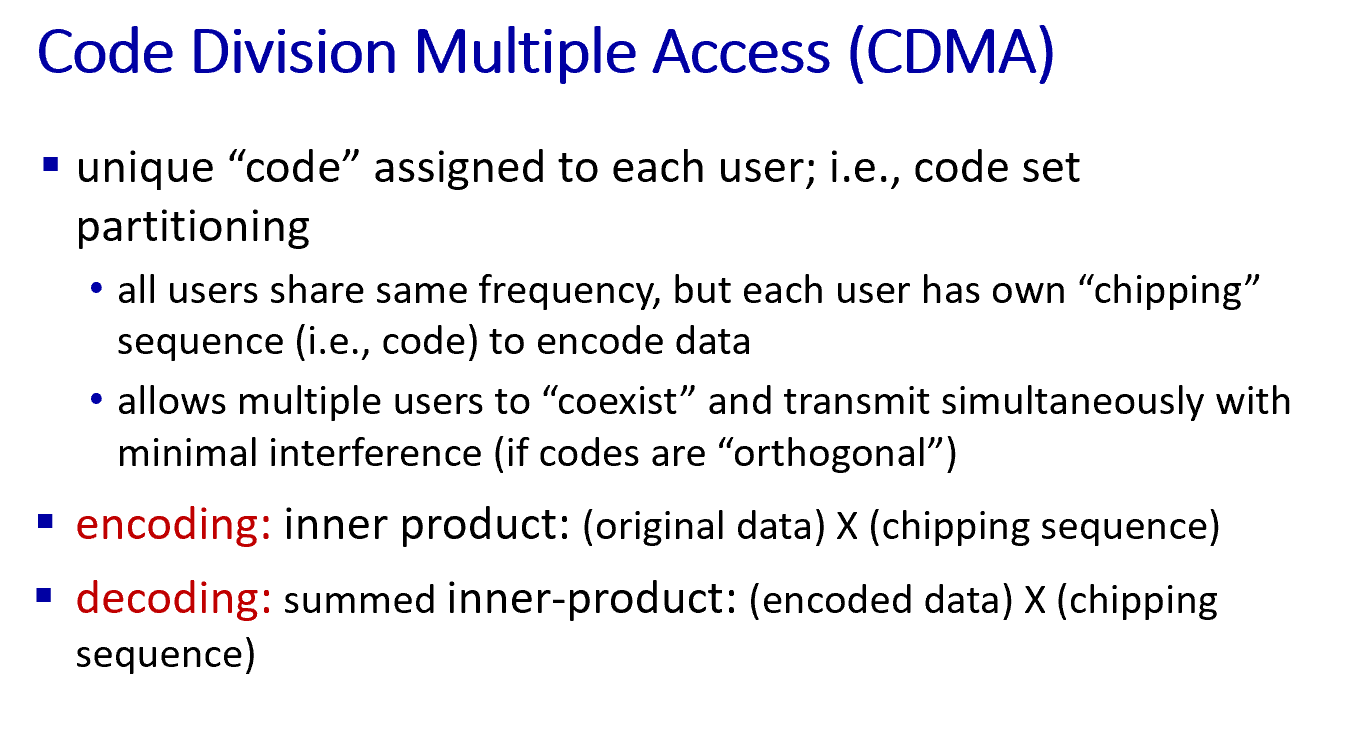 Code Division Multiple Access (CDMA)
▪ unique “code” assigned to each user; i.e., code set
partitioning
• all users share same frequency, but each user has own “chipping”
sequence (i.e., code) to encode data
• allows multiple users to “coexist” and transmit simultaneously with
minimal interference (if codes are “orthogonal”)
▪ encoding: inner product: (original data) X (chipping sequence)
▪ decoding: summed inner-product: (encoded data) X (chipping
sequence)